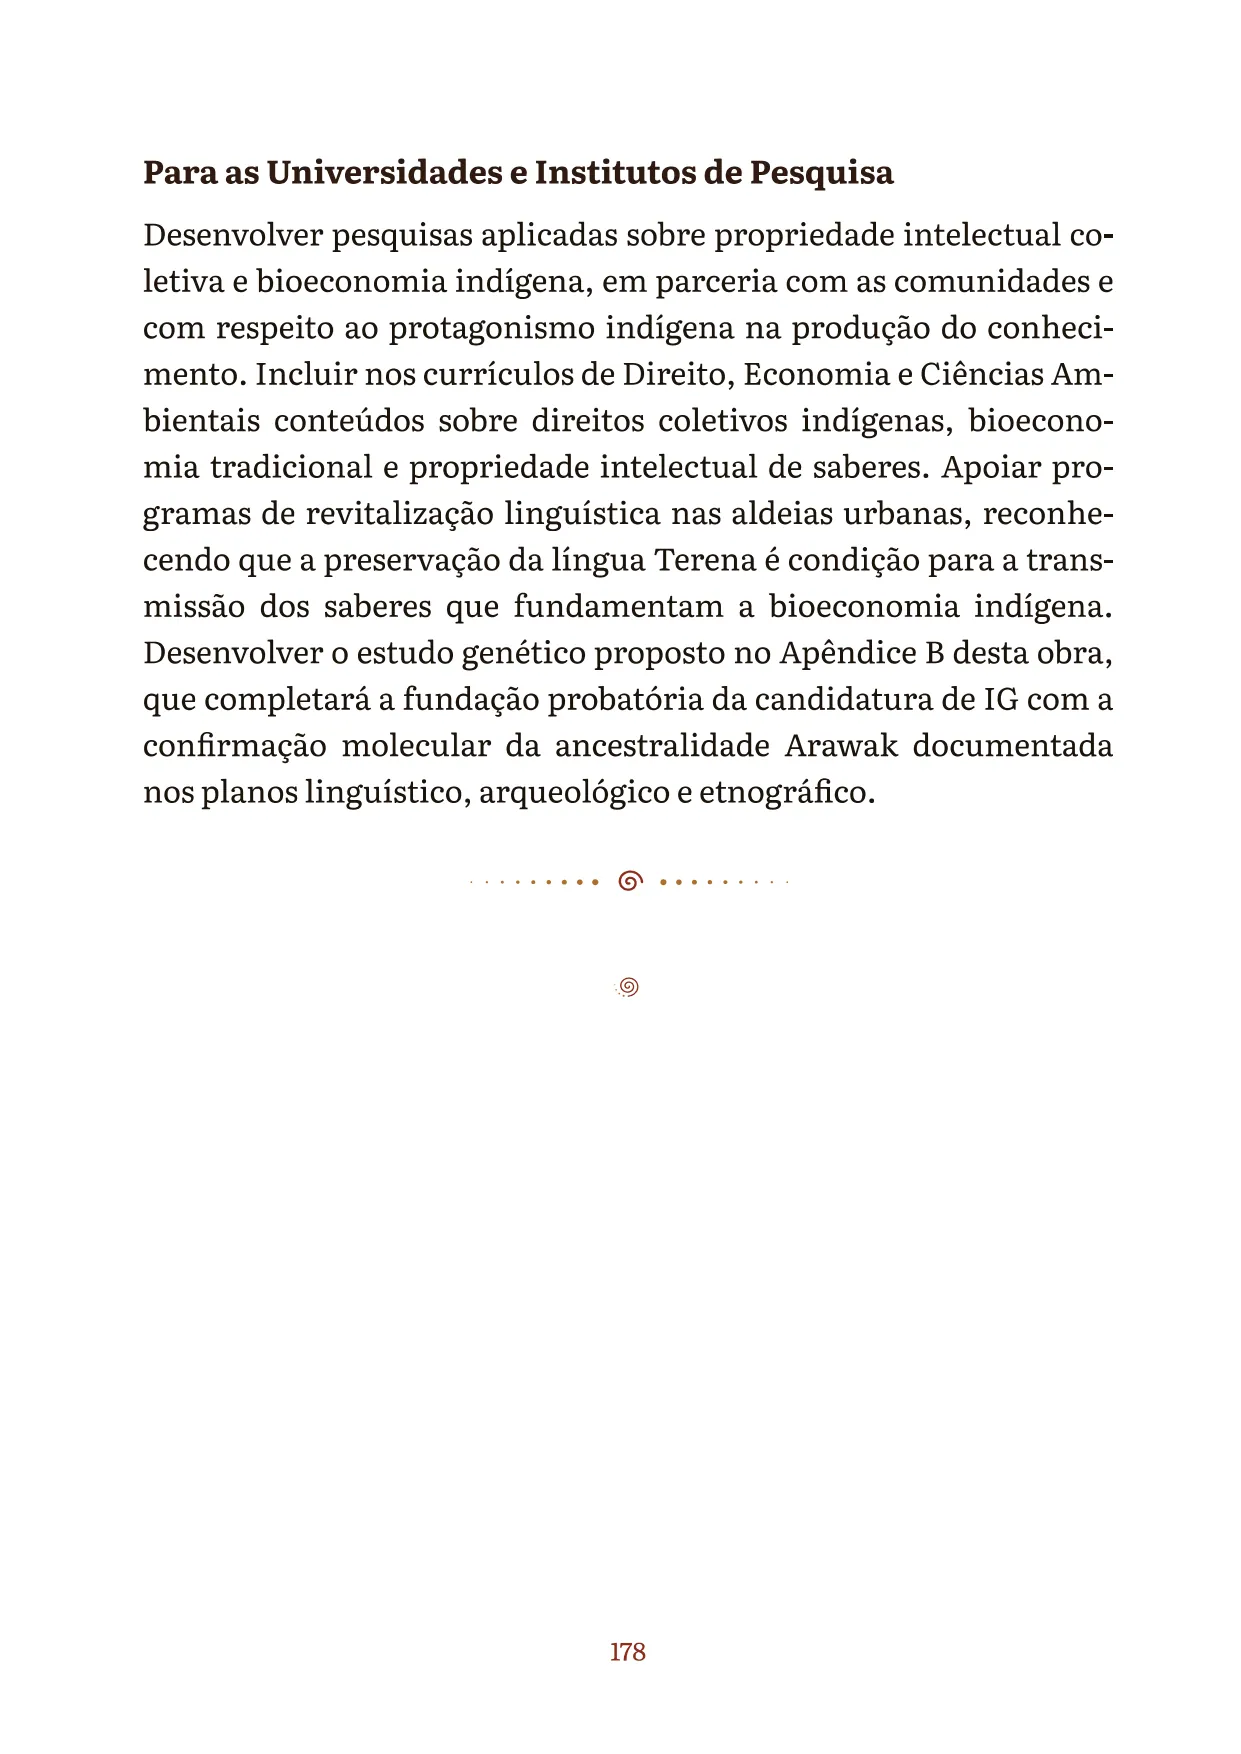 Para as Universidades e Institutos de Pesquisa
Desenvolver pesquisas aplicadas sobre propriedade intelectual co-
letiva e bioeconomia indígena, em parceria com as comunidades e
com respeito ao protagonismo indígena na produção do conheci-
mento. Incluir nos currículos de Direito, Economia e Ciências Am-
bientais conteúdos sobre direitos coletivos indígenas, bioecono-
mia tradicional e propriedade intelectual de saberes. Apoiar pro-
gramas de revitalização linguística nas aldeias urbanas, reconhe-
cendo que a preservação da língua Terena é condição para a trans-
missão dos saberes que fundamentam a bioeconomia indígena.
Desenvolver o estudo genético proposto no Apêndice B desta obra,
que completará a fundação probatória da candidatura de IG com a
confirmação molecular da ancestralidade Arawak documentada
nos planos linguístico, arqueológico e etnográfico.
178